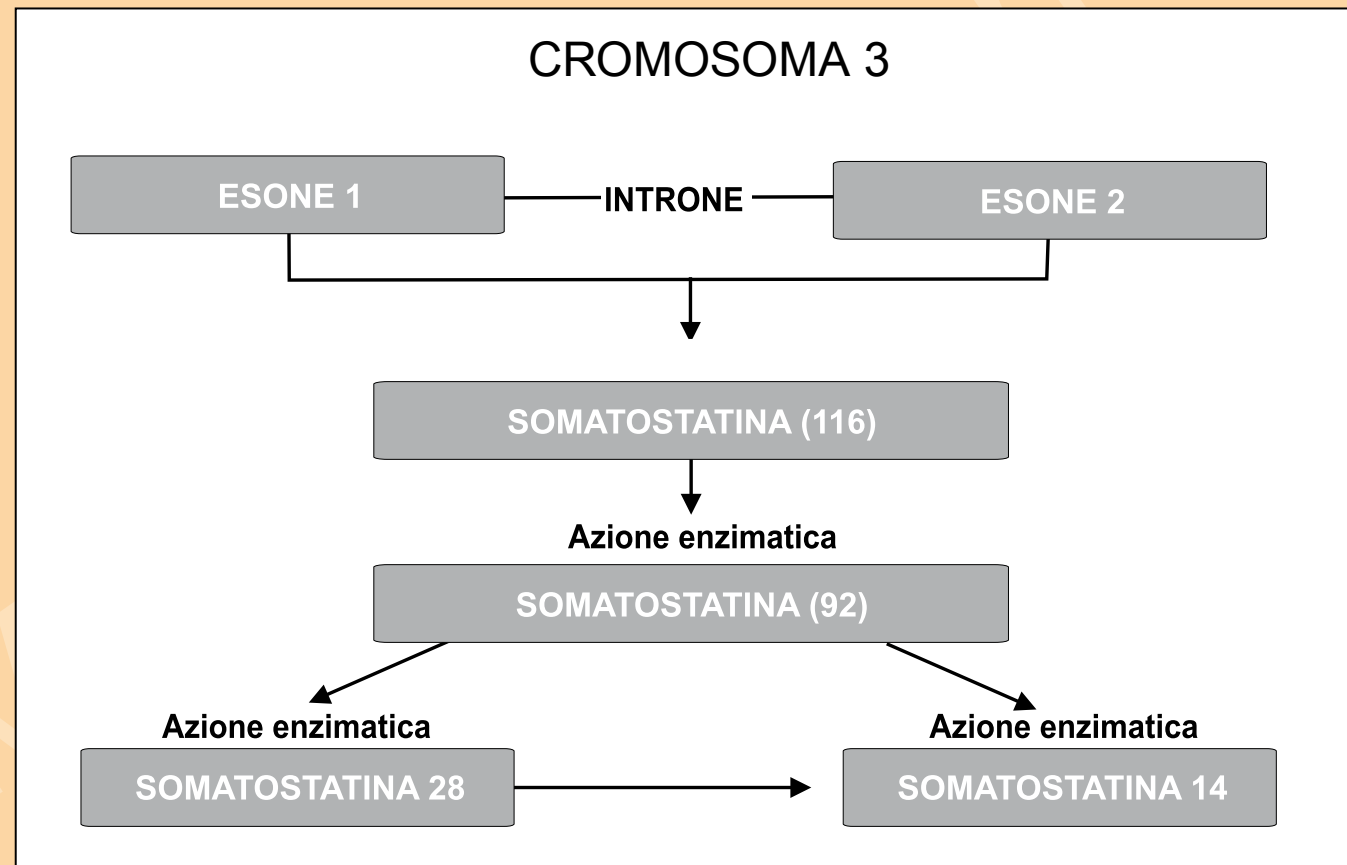 CROMOSOMA 3
ESONE 1
INTRONE
ESONE 2
SOMATOSTATINA (116)
Azione enzimatica
SOMATOSTATINA (92)
Azione enzimatica
Azione enzimatica
SOMATOSTATINA 28
SOMATOSTATINA 14